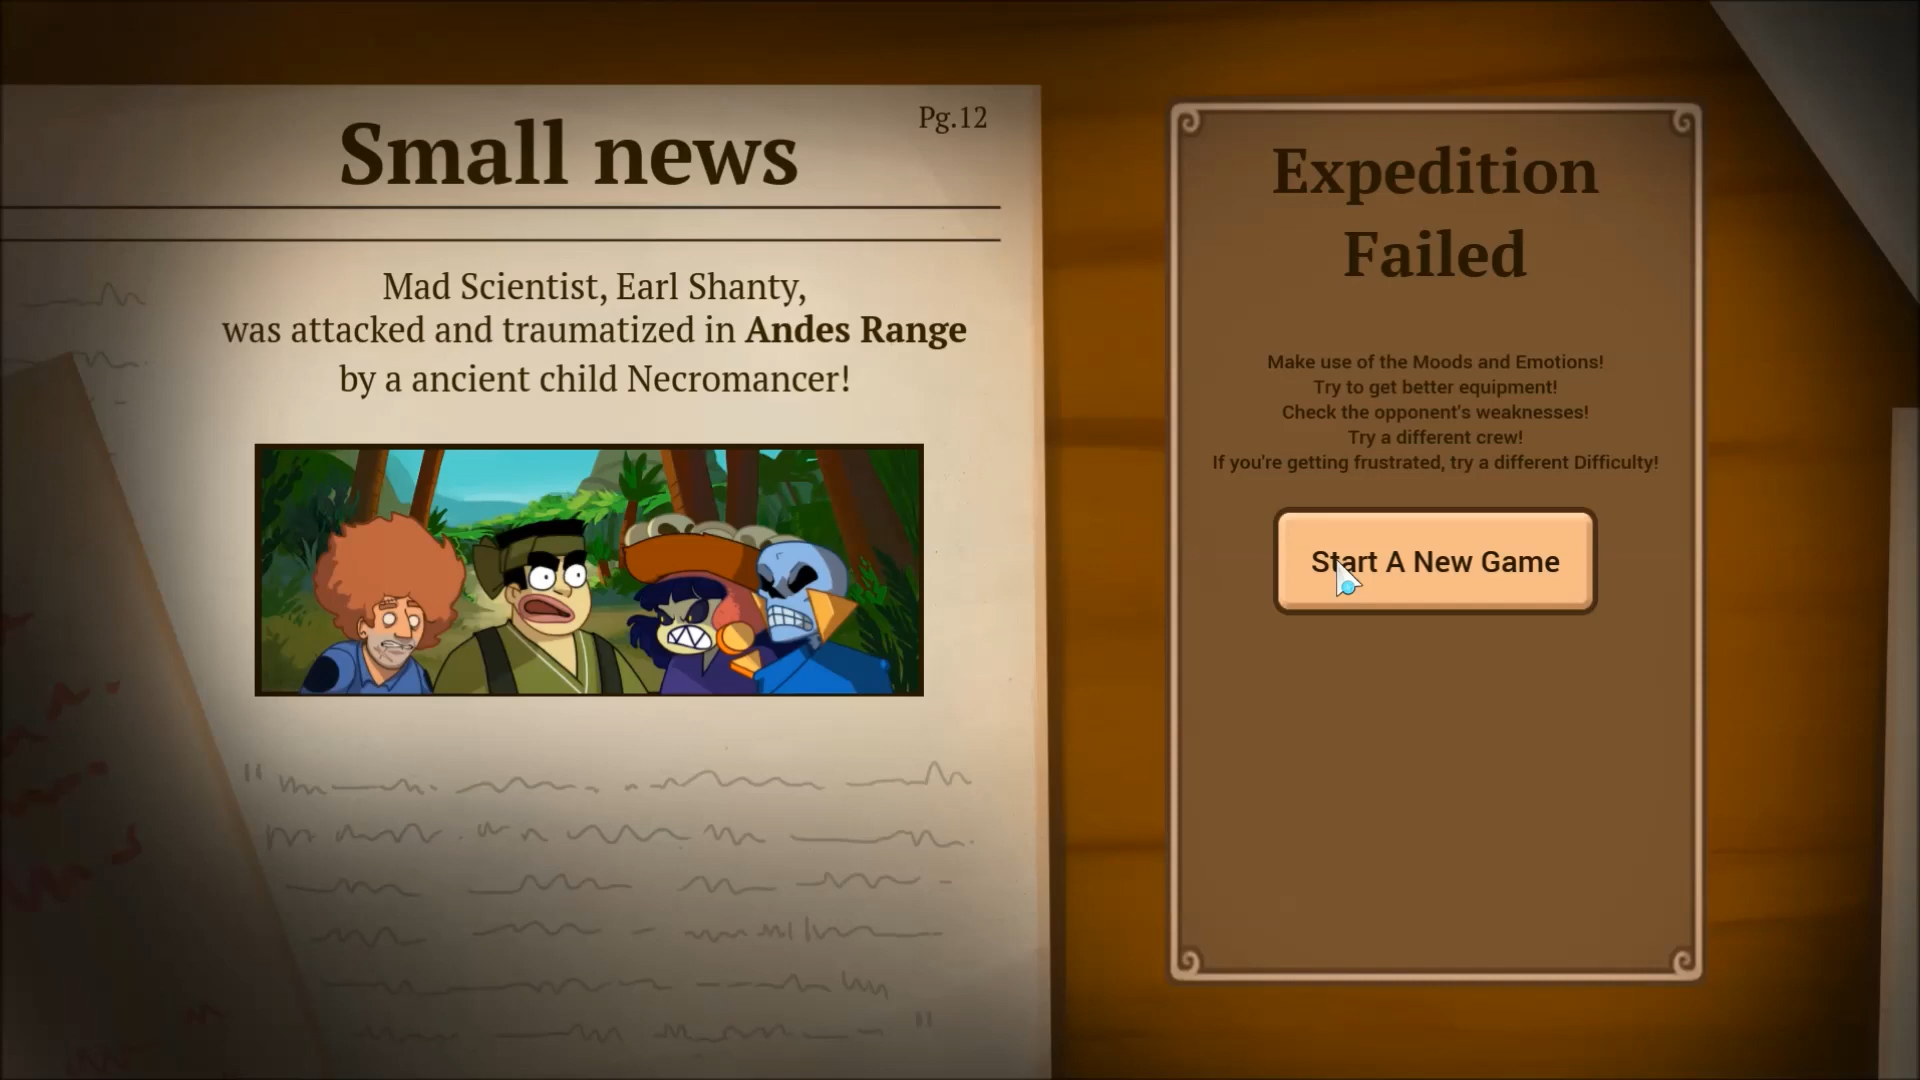 Pg.12
Small news
Mad Scientist, Earl Shanty,
was attacked and traumatized in Andes Range
by a ancient child Necromancer!
Expedition
Failed
Make use of the Moods and Emotions!
Try to get better equipment!
Check the opponent's weaknesses!
Try a different crew!
If you're getting frustrated, try a different Difficulty!
Start A New Game